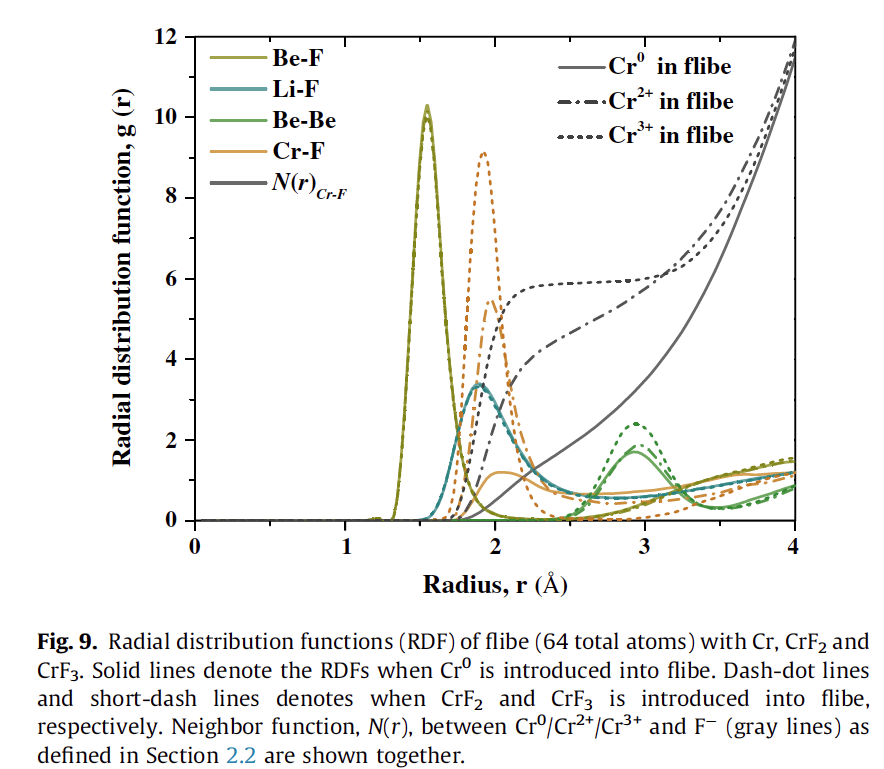 12
10
8
6
4
2
0
Radial distribution function, g (r)
Be-F
Li-F
Be-Be
Cr-F
N(r)Cr-F
Cr0 in flibe
Cr2+ in flibe
Cr3+ in flibe
0 1 2 3 4
Radius, r (Å)
Fig. 9. Radial distribution functions (RDF) of flibe (64 total atoms) with Cr, CrF2 and
CrF3. Solid lines denote the RDFs when Cr0 is introduced into flibe. Dash-dot lines
and short-dash lines denotes when CrF2 and CrF3 is introduced into flibe,
respectively. Neighbor function, N(r), between Cr0/Cr2+/Cr3+ and F− (gray lines) as
defined in Section 2.2 are shown together.